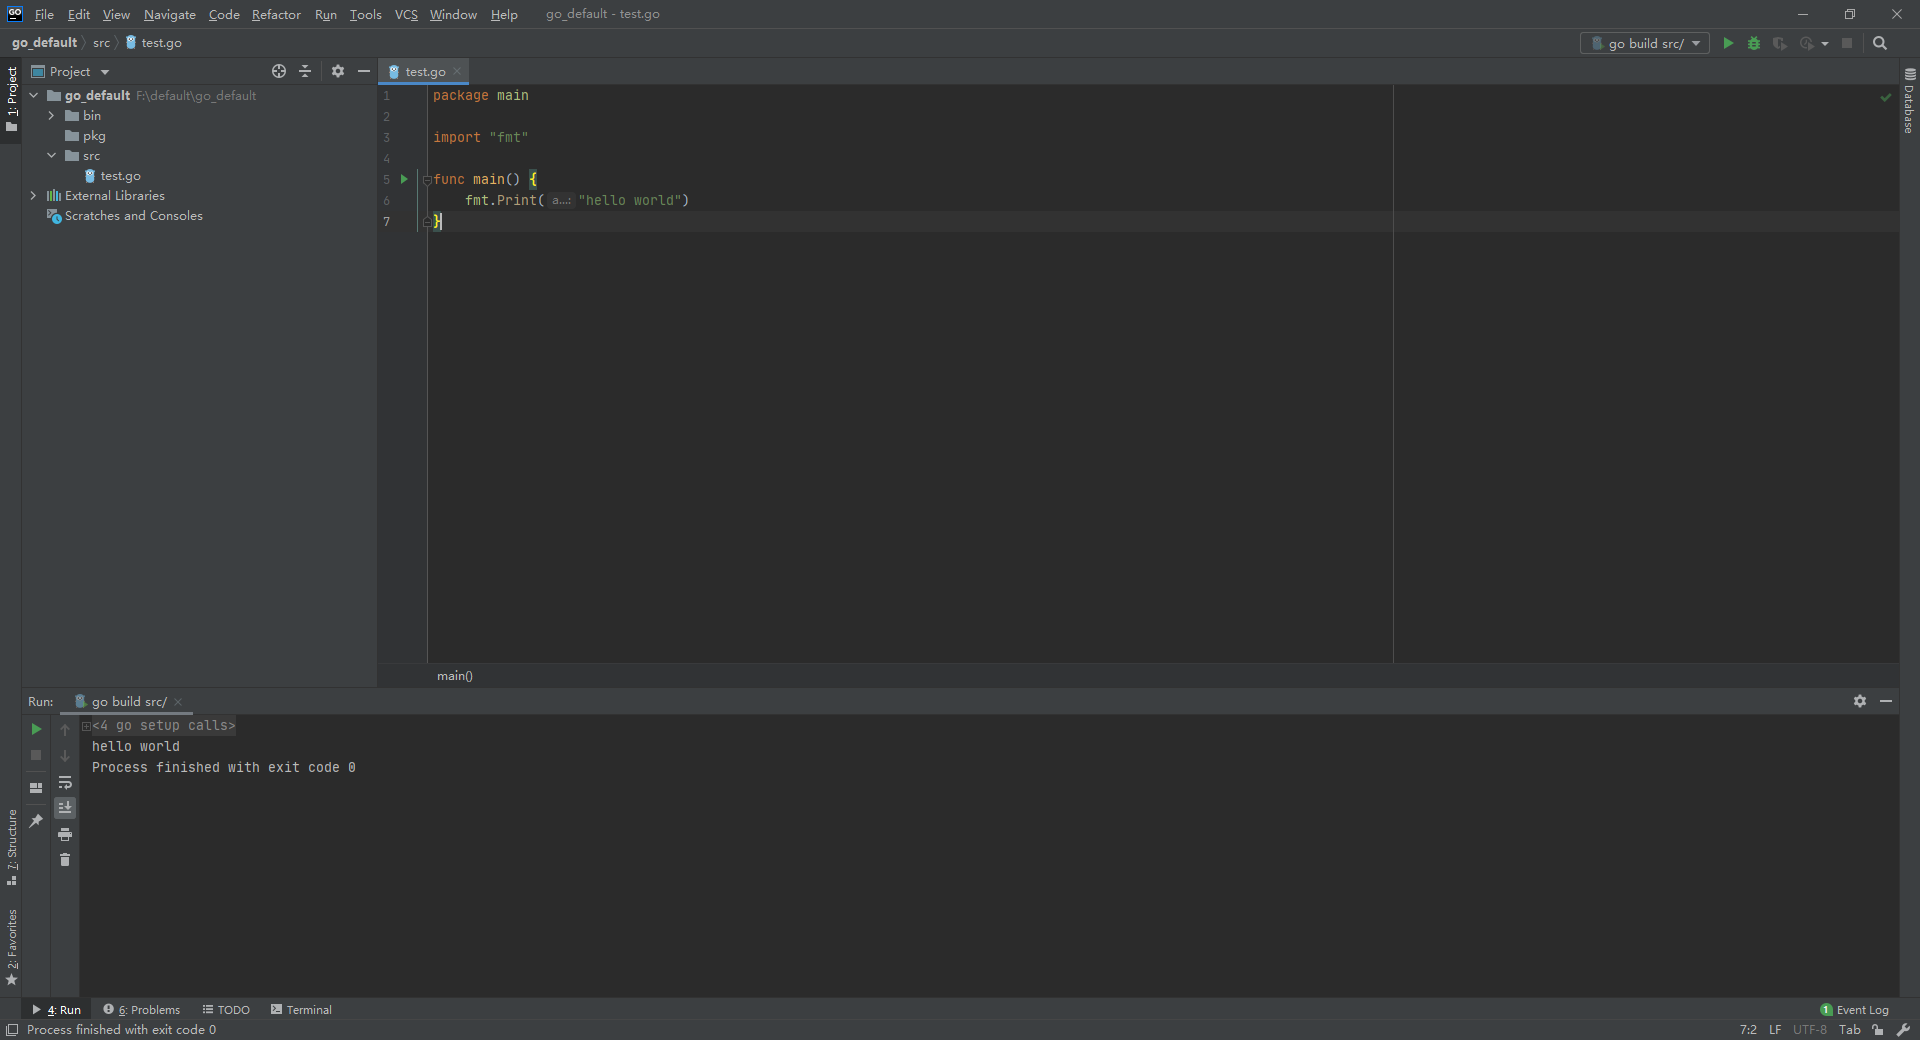 GO File Edit View Navigate Code Refactor Run Tools VCS Window Help go_default - test.go
go_default src test.go go build src/
1: Project
Project
go_default F:\default\go_default
bin
pkg
src
test.go
External Libraries
Scratches and Consoles
test.go
1 package main
2
3 import "fmt"
4
5 func main() {
6 fmt.Print( a...: "hello world")
7 }
main()
Database
Run: go build src/
<4 go setup calls>
hello world
Process finished with exit code 0
7: Structure
2: Favorites
4: Run 6: Problems TODO Terminal 1 Event Log
Process finished with exit code 0 7:2 LF UTF-8 Tab